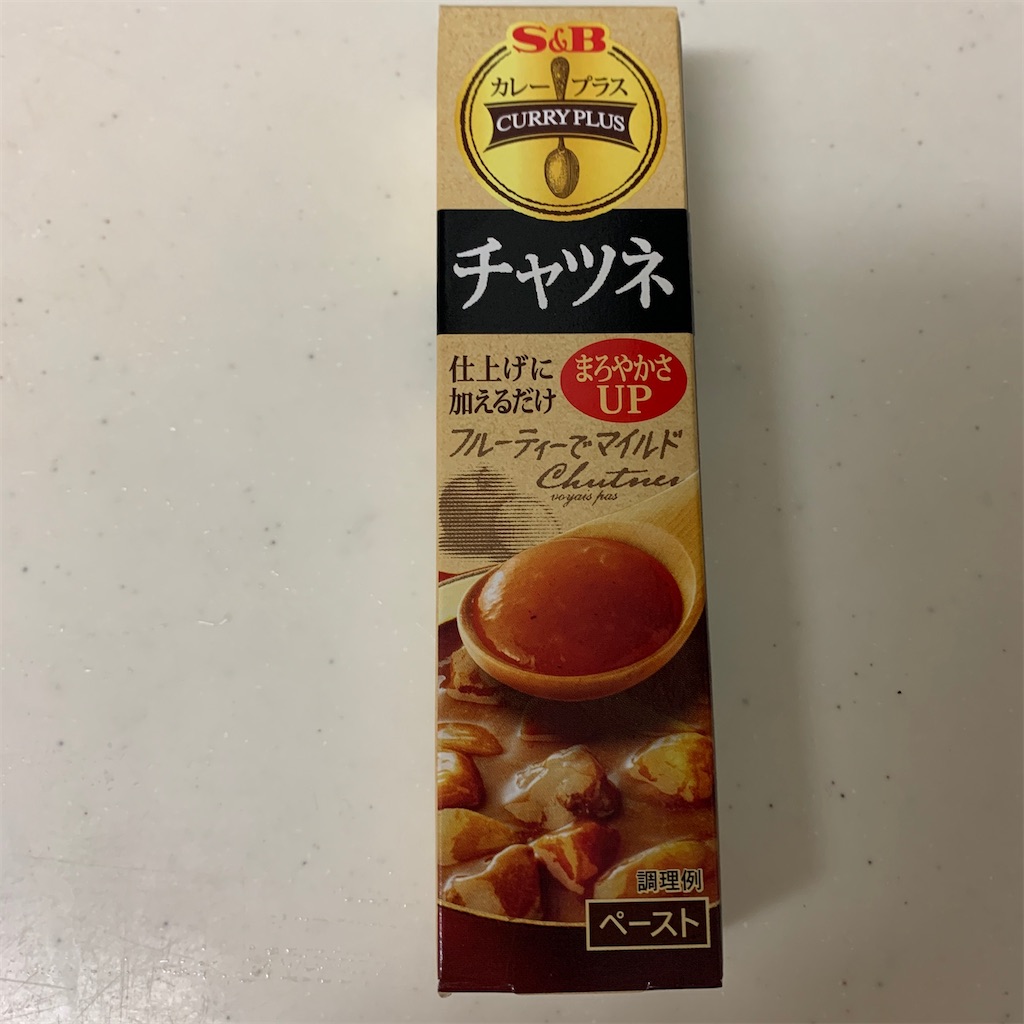 S&B
カレープラス
CURRY PLUS
チャツネ
仕上げに
加えるだけ
まろやかさ
UP
フルーティーでマイルド
Chutney
voyais pas
調理例
ペースト